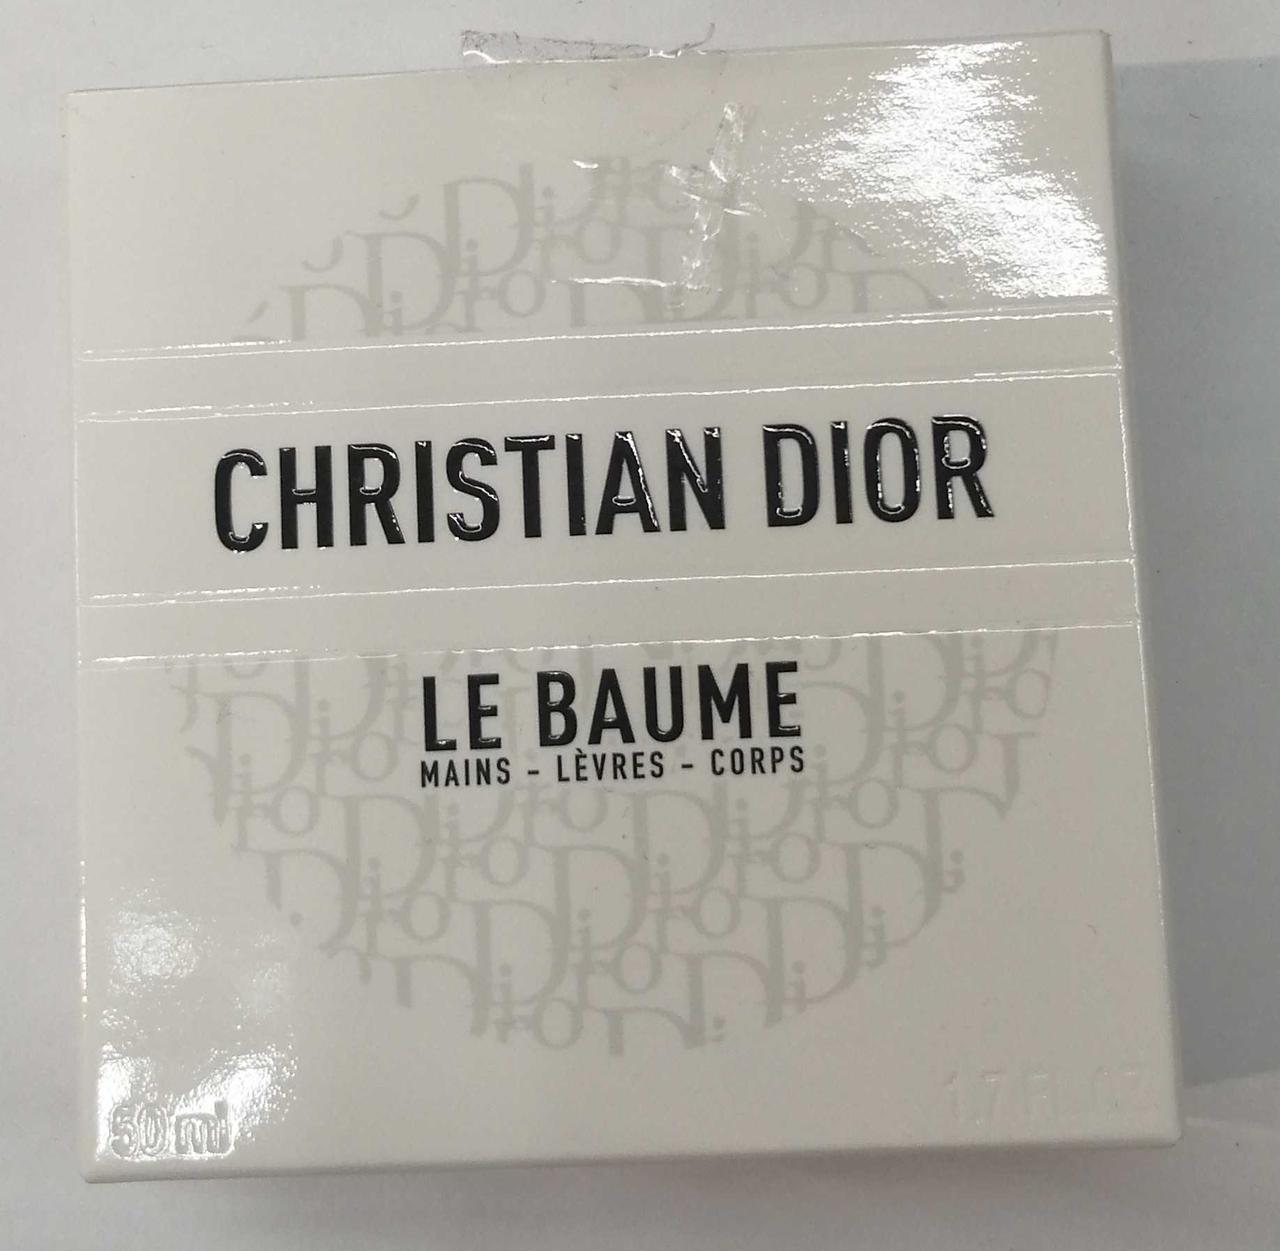 CHRISTIAN DIOR
LE BAUME
MAINS - LÈVRES - CORPS
50 ml
1.7 Fl. OZ